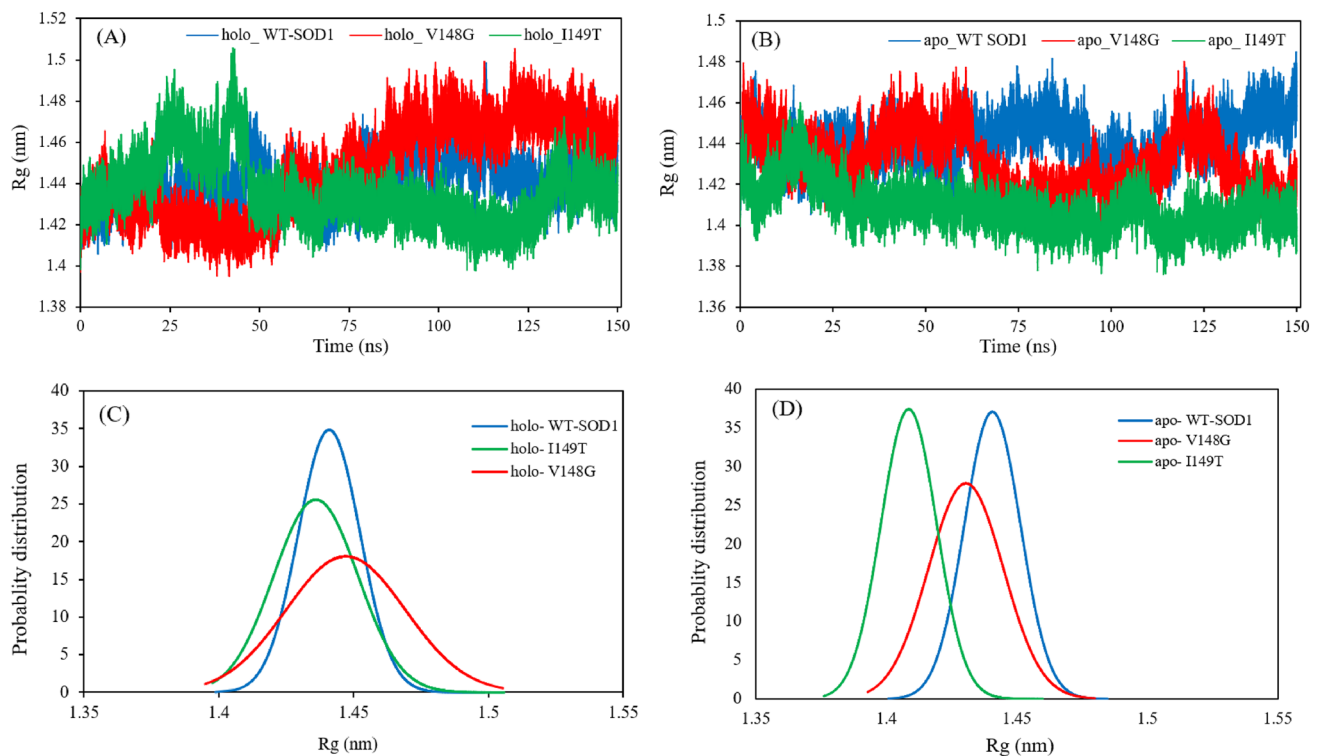 (A)
holo_ WT-SOD1 holo_ V148G holo_I149T
1.52
1.5
1.48
1.46
1.44
1.42
1.4
1.38
Rg (nm)
0 25 50 75 100 125 150
Time (ns)
(B)
apo_WT SOD1 apo_V148G apo_ I149T
1.5
1.48
1.46
1.44
1.42
1.4
1.38
1.36
Rg (nm)
0 25 50 75 100 125 150
Time (ns)
(C)
holo- WT-SOD1
holo- I149T
holo- V148G
40
35
30
25
20
15
10
5
0
Probablity distribution
1.35 1.4 1.45 1.5 1.55
Rg (nm)
(D)
apo- WT-SOD1
apo- V148G
apo- I149T
40
35
30
25
20
15
10
5
0
Probablity distribution
1.35 1.4 1.45 1.5 1.55
Rg (nm)